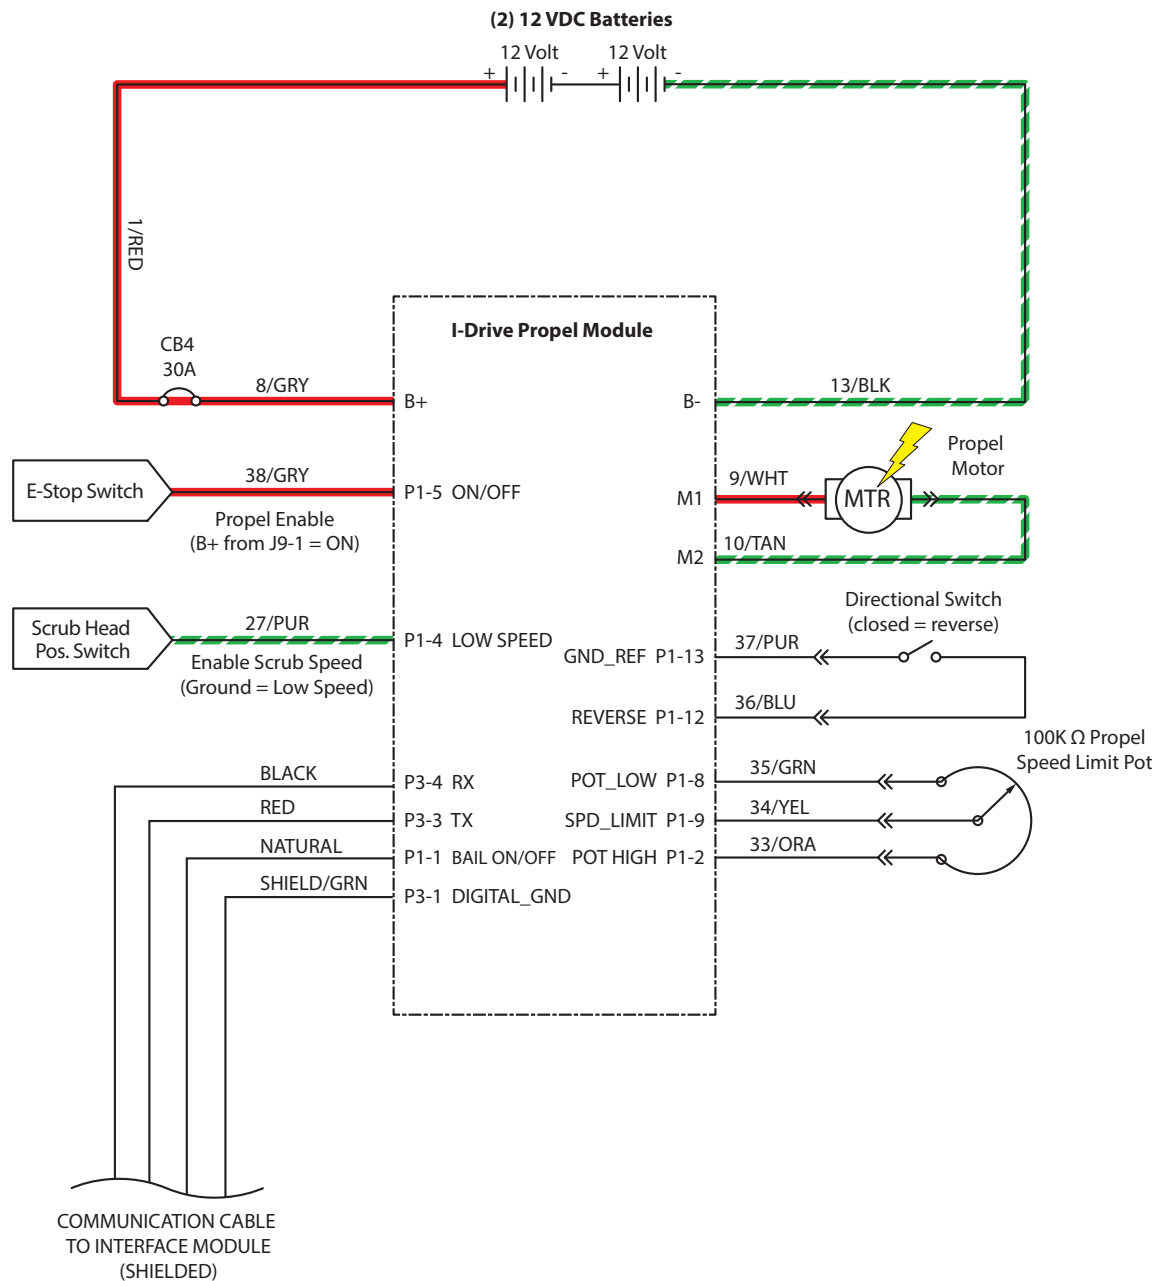 (2) 12 VDC Batteries
12 Volt
12 Volt
+
-
+
-
1/RED
I-Drive Propel Module
CB4
30A
8/GRY
B+
B-
13/BLK
E-Stop Switch
38/GRY
P1-5 ON/OFF
Propel Enable
(B+ from J9-1 = ON)
M1
9/WHT
MTR
Propel
Motor
M2
10/TAN
Scrub Head
Pos. Switch
27/PUR
P1-4 LOW SPEED
Enable Scrub Speed
(Ground = Low Speed)
Directional Switch
(closed = reverse)
GND_REF P1-13
37/PUR
REVERSE P1-12
36/BLU
100K Ω Propel
Speed Limit Pot
BLACK
P3-4 RX
POT_LOW P1-8
35/GRN
RED
P3-3 TX
SPD_LIMIT P1-9
34/YEL
NATURAL
P1-1 BAIL ON/OFF
POT HIGH P1-2
33/ORA
SHIELD/GRN
P3-1 DIGITAL_GND
COMMUNICATION CABLE
TO INTERFACE MODULE
(SHIELDED)